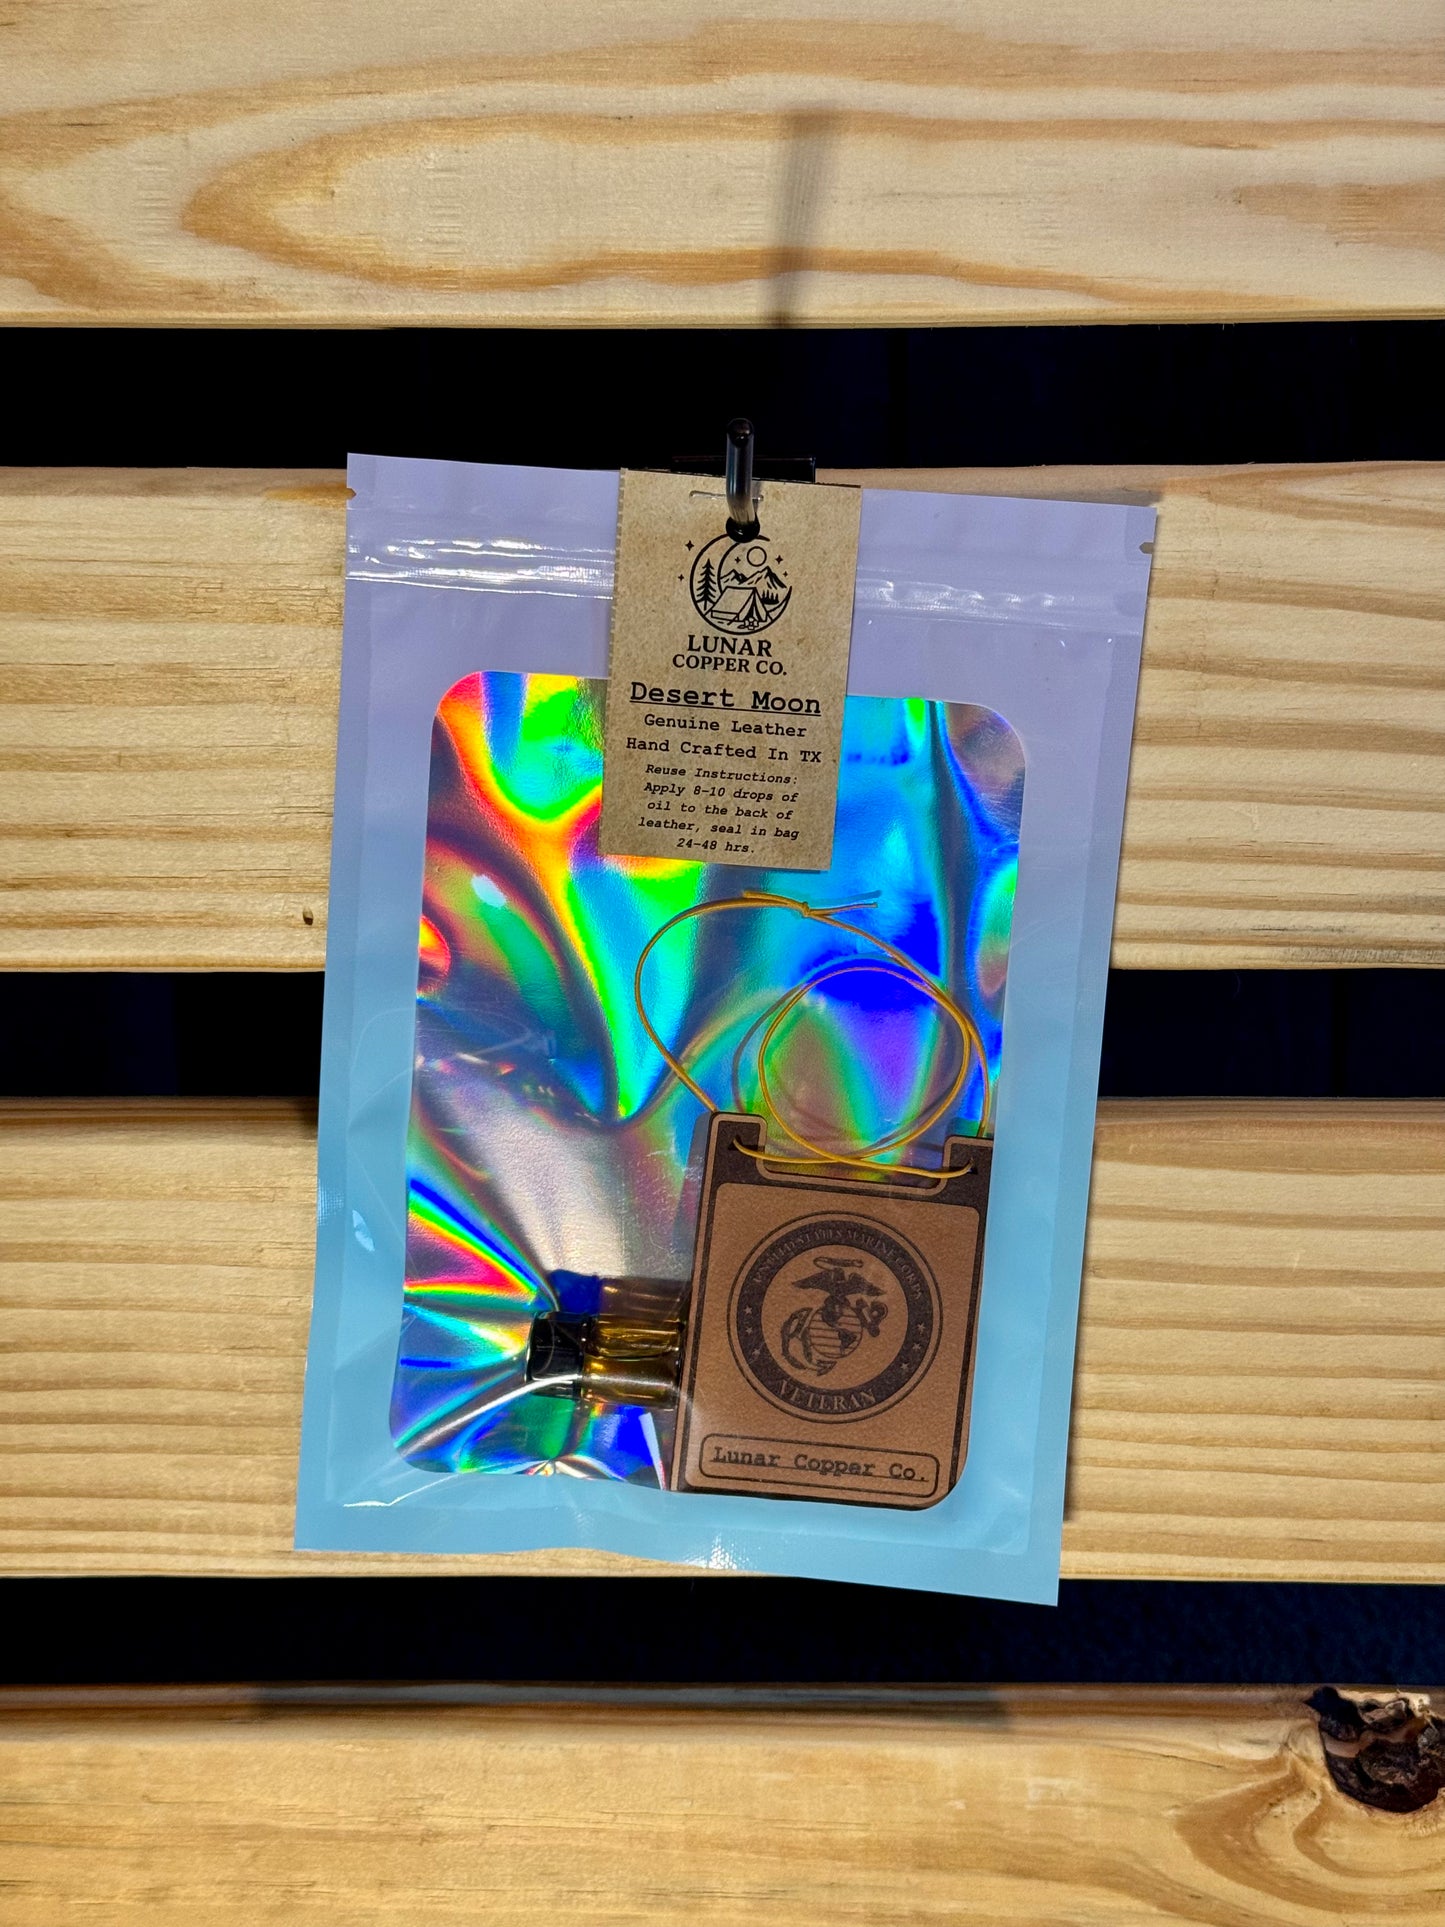 LUNAR
COPPER CO.
Desert Moon
Genuine Leather
Hand Crafted In TX
Reuse Instructions:
Apply 8-10 drops of
oil to the back of
leather, seal in bag
24-48 hrs.
UNITED STATES MARINE CORPS
VETERAN
Lunar Copper Co.